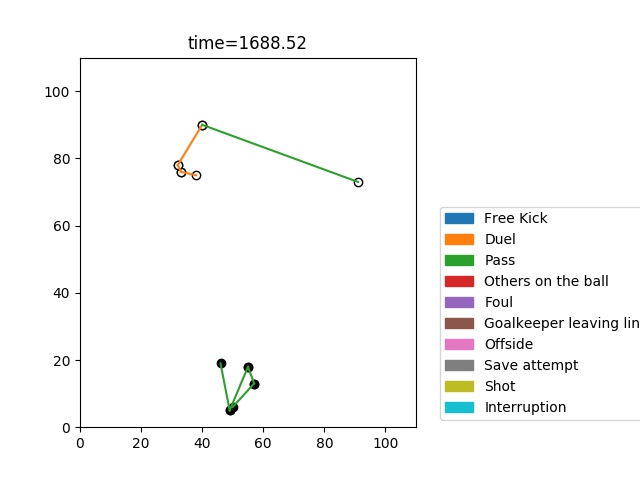 time=1688.52
100
80
60
40
20
0
0 20 40 60 80 100
Free Kick
Duel
Pass
Others on the ball
Foul
Goalkeeper leaving lin
Offside
Save attempt
Shot
Interruption